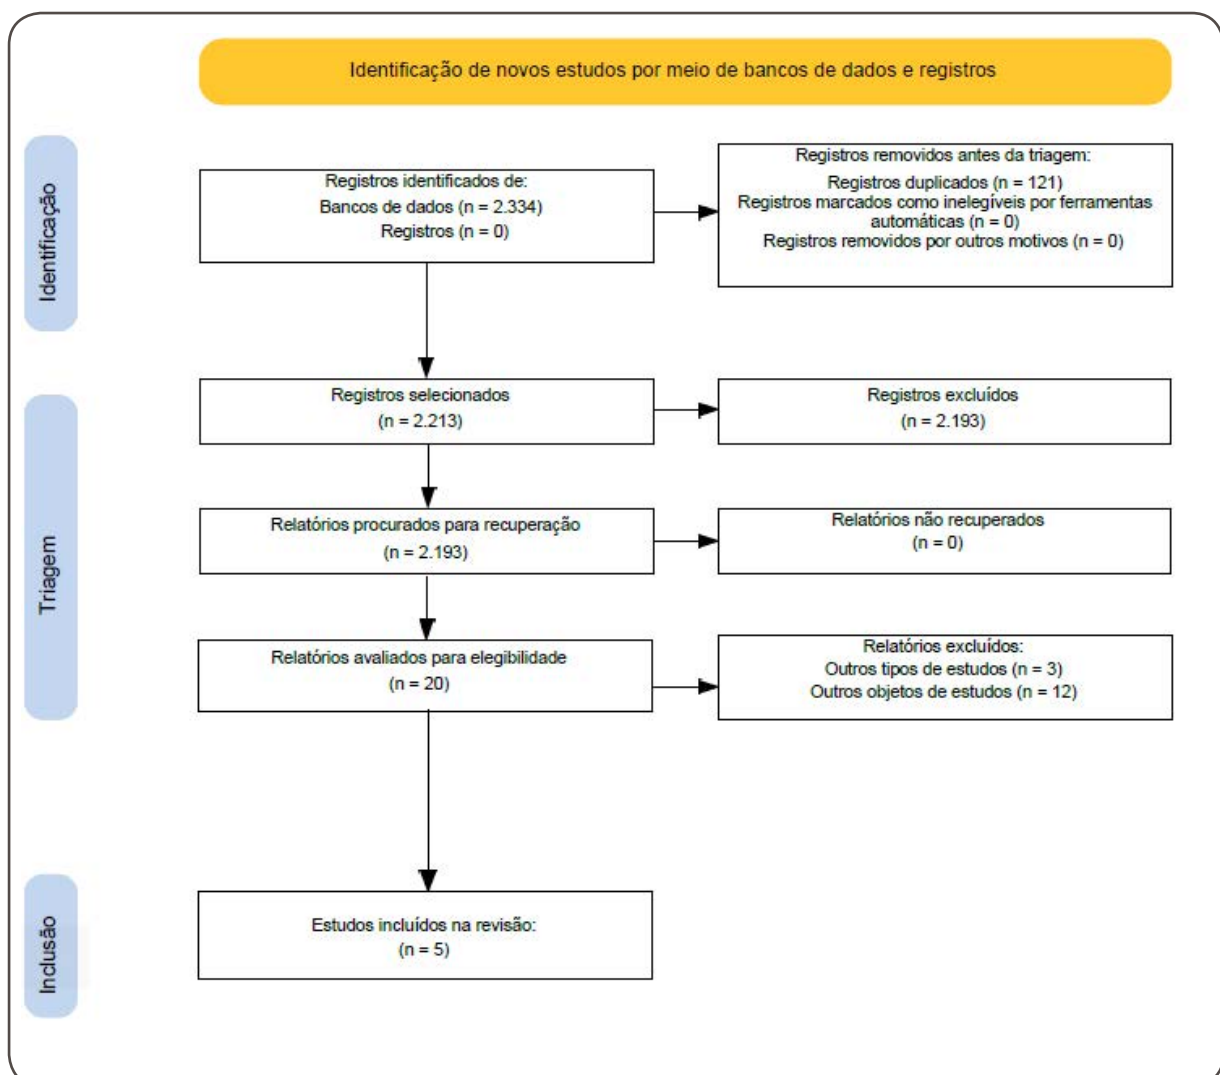 Identificação de novos estudos por meio de bancos de dados e registros
Identificação
Registros identificados de:
Bancos de dados (n = 2.334)
Registros (n = 0)
Registros removidos antes da triagem:
Registros duplicados (n = 121)
Registros marcados como inelegíveis por ferramentas
automáticas (n = 0)
Registros removidos por outros motivos (n = 0)
Triagem
Registros selecionados
(n = 2.213)
Registros excluídos
(n = 2.193)
Relatórios procurados para recuperação
(n = 2.193)
Relatórios não recuperados
(n = 0)
Relatórios avaliados para elegibilidade
(n = 20)
Relatórios excluídos:
Outros tipos de estudos (n = 3)
Outros objetos de estudos (n = 12)
Inclusão
Estudos incluídos na revisão:
(n = 5)